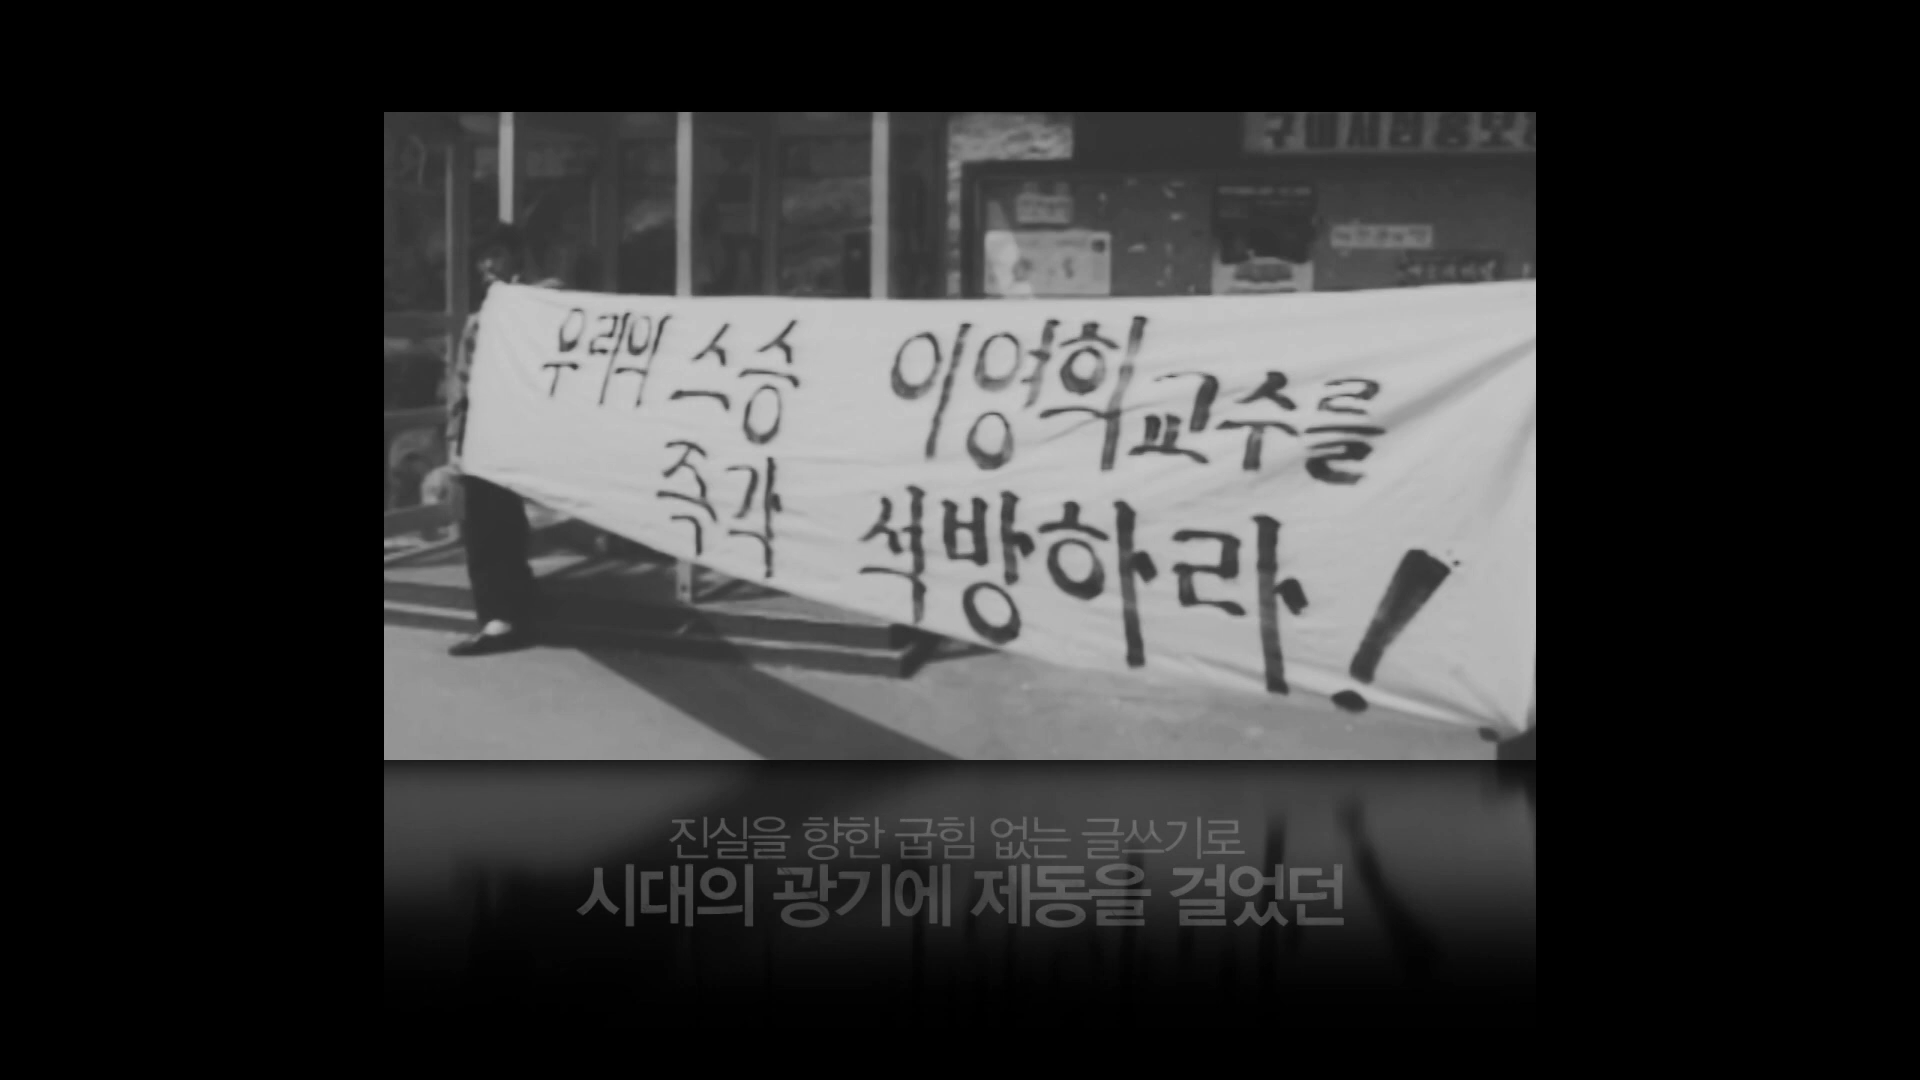 우리의 스승 이영희 교수를
즉각 석방하라!
진실을 향한 굽힘 없는 글쓰기로
시대의 광기에 제동을 걸었던